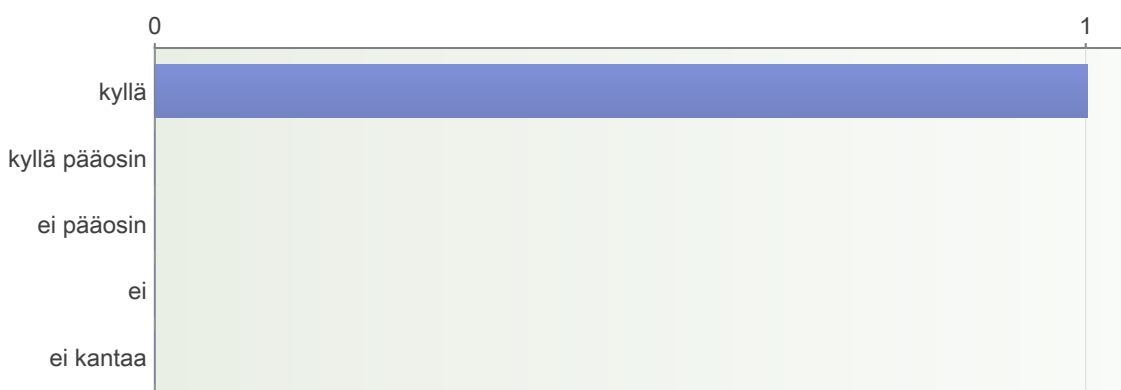 0 1
kyllä
kyllä pääosin
ei pääosin
ei
ei kantaa